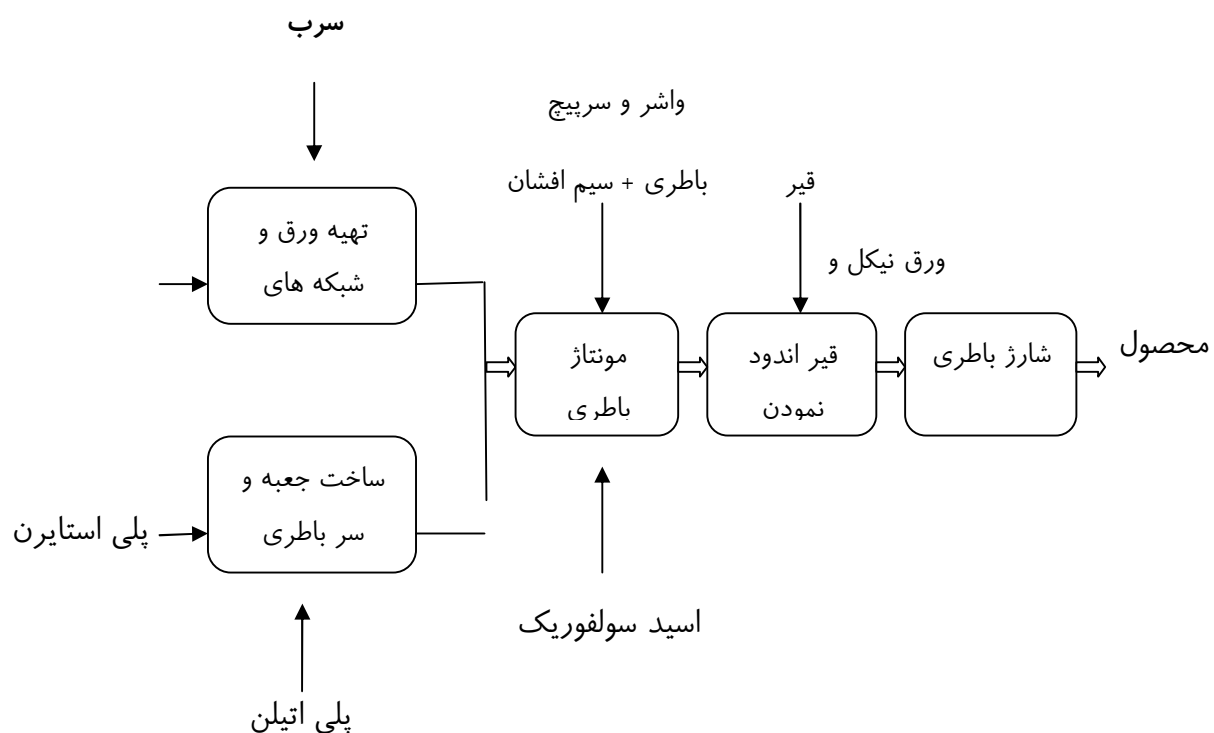 سرب
واشر و سرپیچ
باطری + سیم افشان
قیر
ورق نیکل و
تهیه ورق و
شبکه های
مونتاژ
باطری
قیر اندود
نمودن
شارژ باطری
محصول
ساخت جعبه و
سر باطری
پلی استایرن
اسید سولفوریک
پلی اتیلن